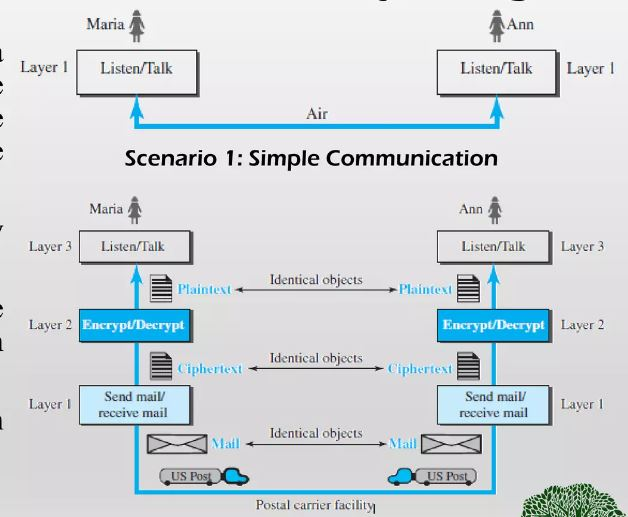 Maria Ann
Layer 1 Listen/Talk Listen/Talk Layer 1
Air
Scenario 1: Simple Communication
Maria Ann
Layer 3 Listen/Talk Listen/Talk Layer 3
Identical objects
Plaintext Plaintext
Layer 2 Encrypt/Decrypt Encrypt/Decrypt Layer 2
Identical objects
Ciphertext Ciphertext
Layer 1 Send mail/ receive mail Send mail/ receive mail Layer 1
Identical objects
Mail Mail
US Post US Post
Postal carrier facility